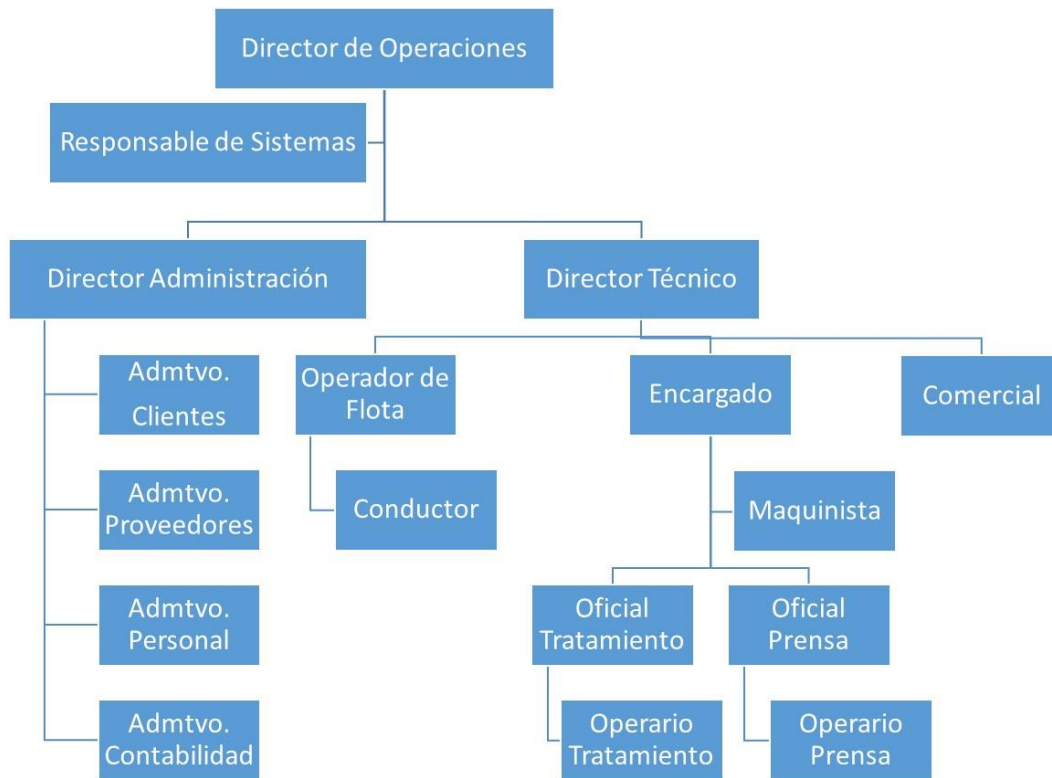 Director de Operaciones
Responsable de Sistemas
Director Administración
Director Técnico
Admtvo.
Clientes
Operador de
Flota
Encargado
Comercial
Admtvo.
Proveedores
Conductor
Maquinista
Admtvo.
Personal
Oficial
Tratamiento
Oficial
Prensa
Admtvo.
Contabilidad
Operario
Tratamiento
Operario
Prensa